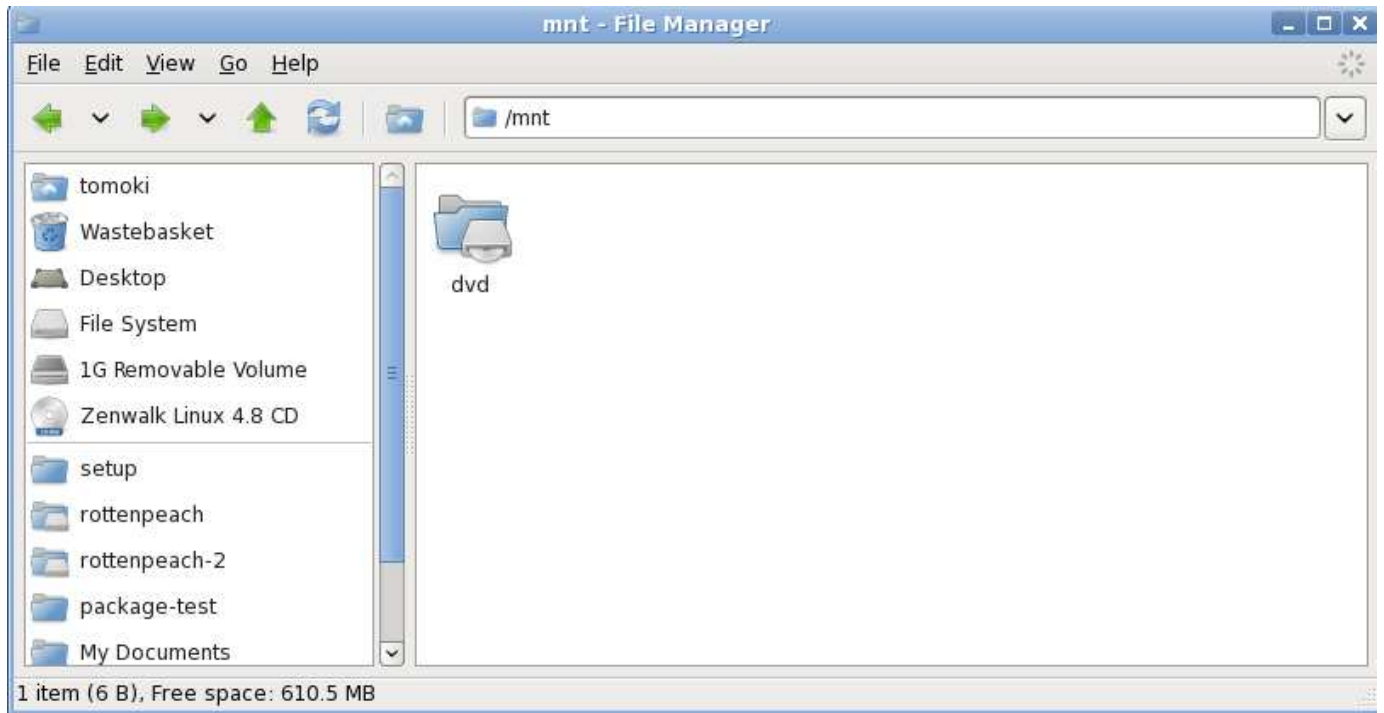 mnt - File Manager
File Edit View Go Help
/mnt
tomoki
Wastebasket
Desktop
File System
1G Removable Volume
Zenwalk Linux 4.8 CD
setup
rottenpeach
rottenpeach-2
package-test
My Documents
dvd
1 item (6 B), Free space: 610.5 MB